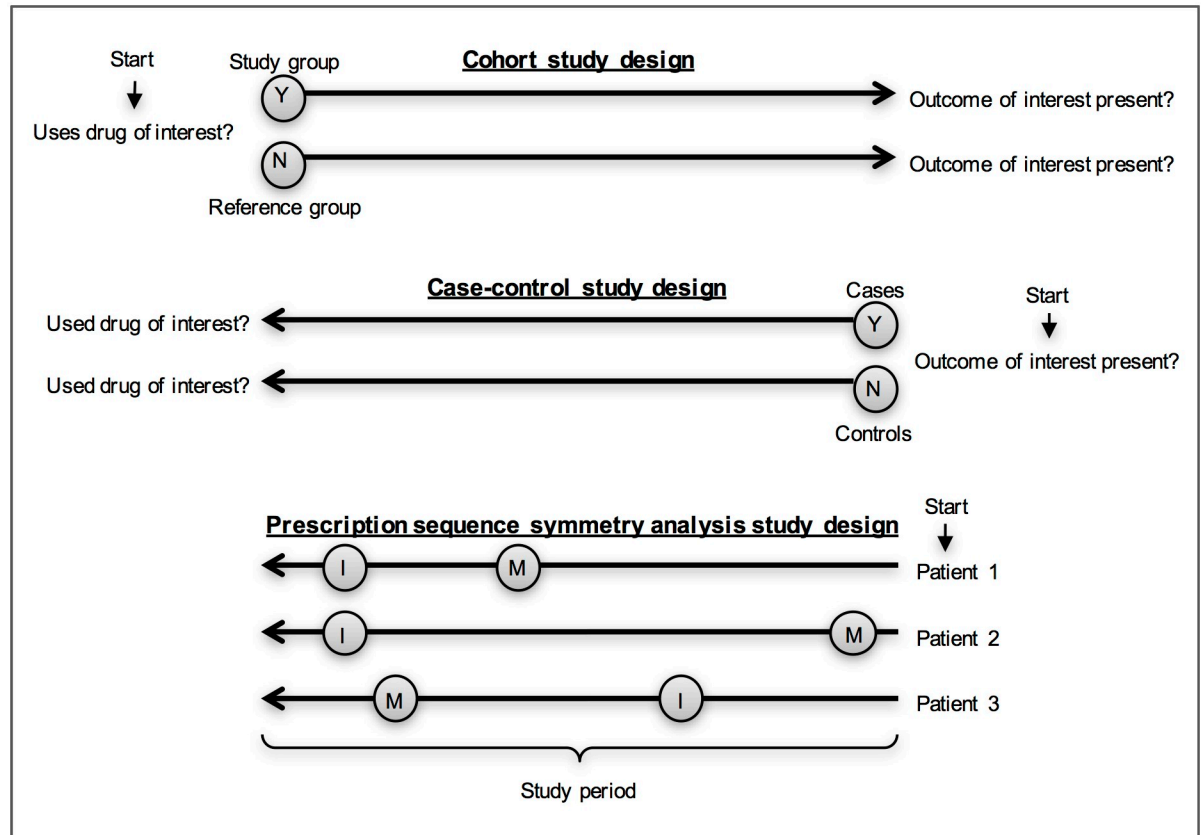 Start
Study group
Cohort study design
Y
Outcome of interest present?
Uses drug of interest?
N
Outcome of interest present?
Reference group
Case-control study design
Cases
Start
Used drug of interest?
Y
Outcome of interest present?
Used drug of interest?
N
Controls
Start
Prescription sequence symmetry analysis study design
I
M
Patient 1
I
M
Patient 2
M
I
Patient 3
Study period